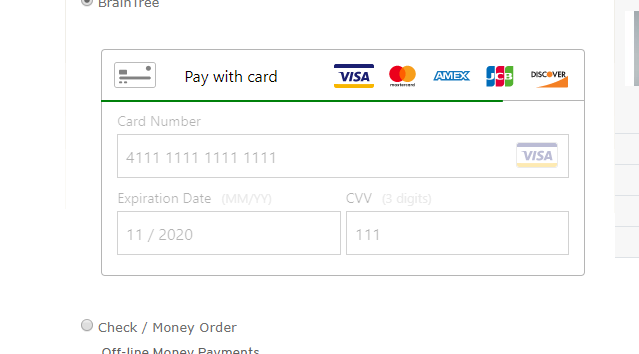 BrainTree
Pay with card VISA mastercard AMEX JCB DISCOVER
Card Number
4111 1111 1111 1111 VISA
Expiration Date (MM/YY) CVV (3 digits)
11 / 2020 111
Check / Money Order
Off-line Money Payments